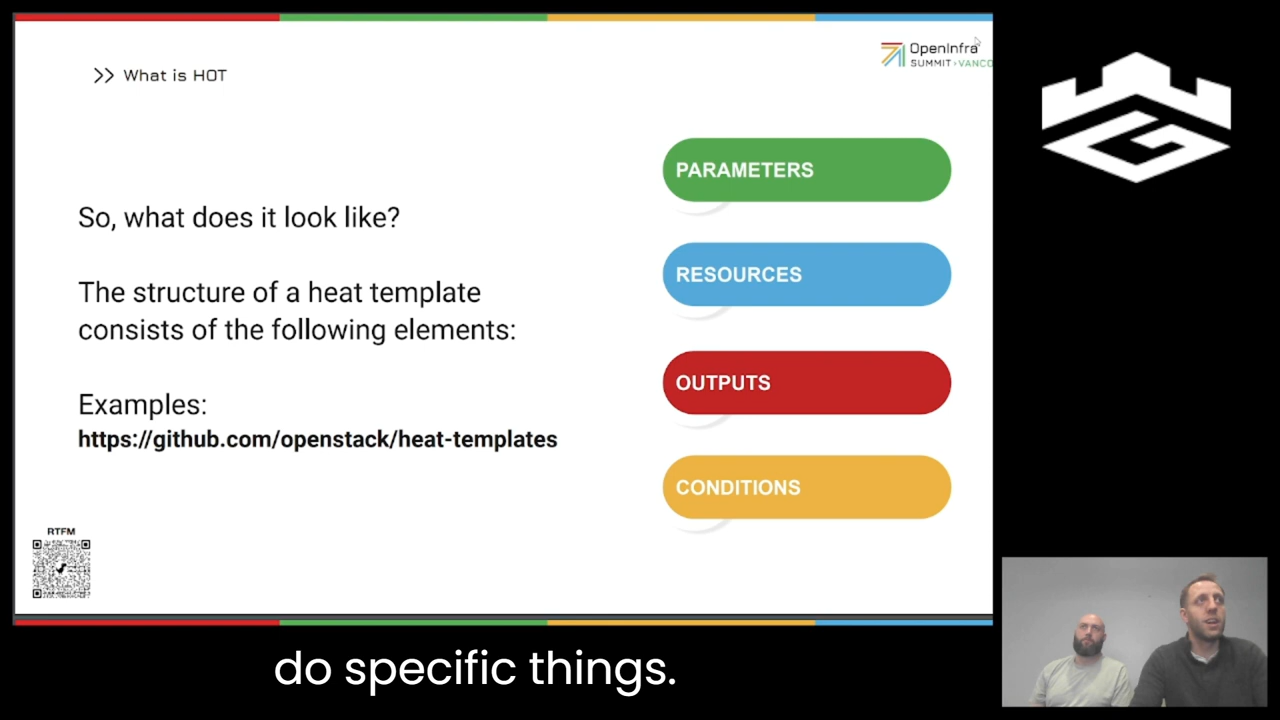 What is HOT
OpenInfra
SUMMIT
So, what does it look like?
The structure of a heat template
consists of the following elements:
Examples:
https://github.com/openstack/heat-templates
PARAMETERS
RESOURCES
OUTPUTS
CONDITIONS
RTFM
do specific things.